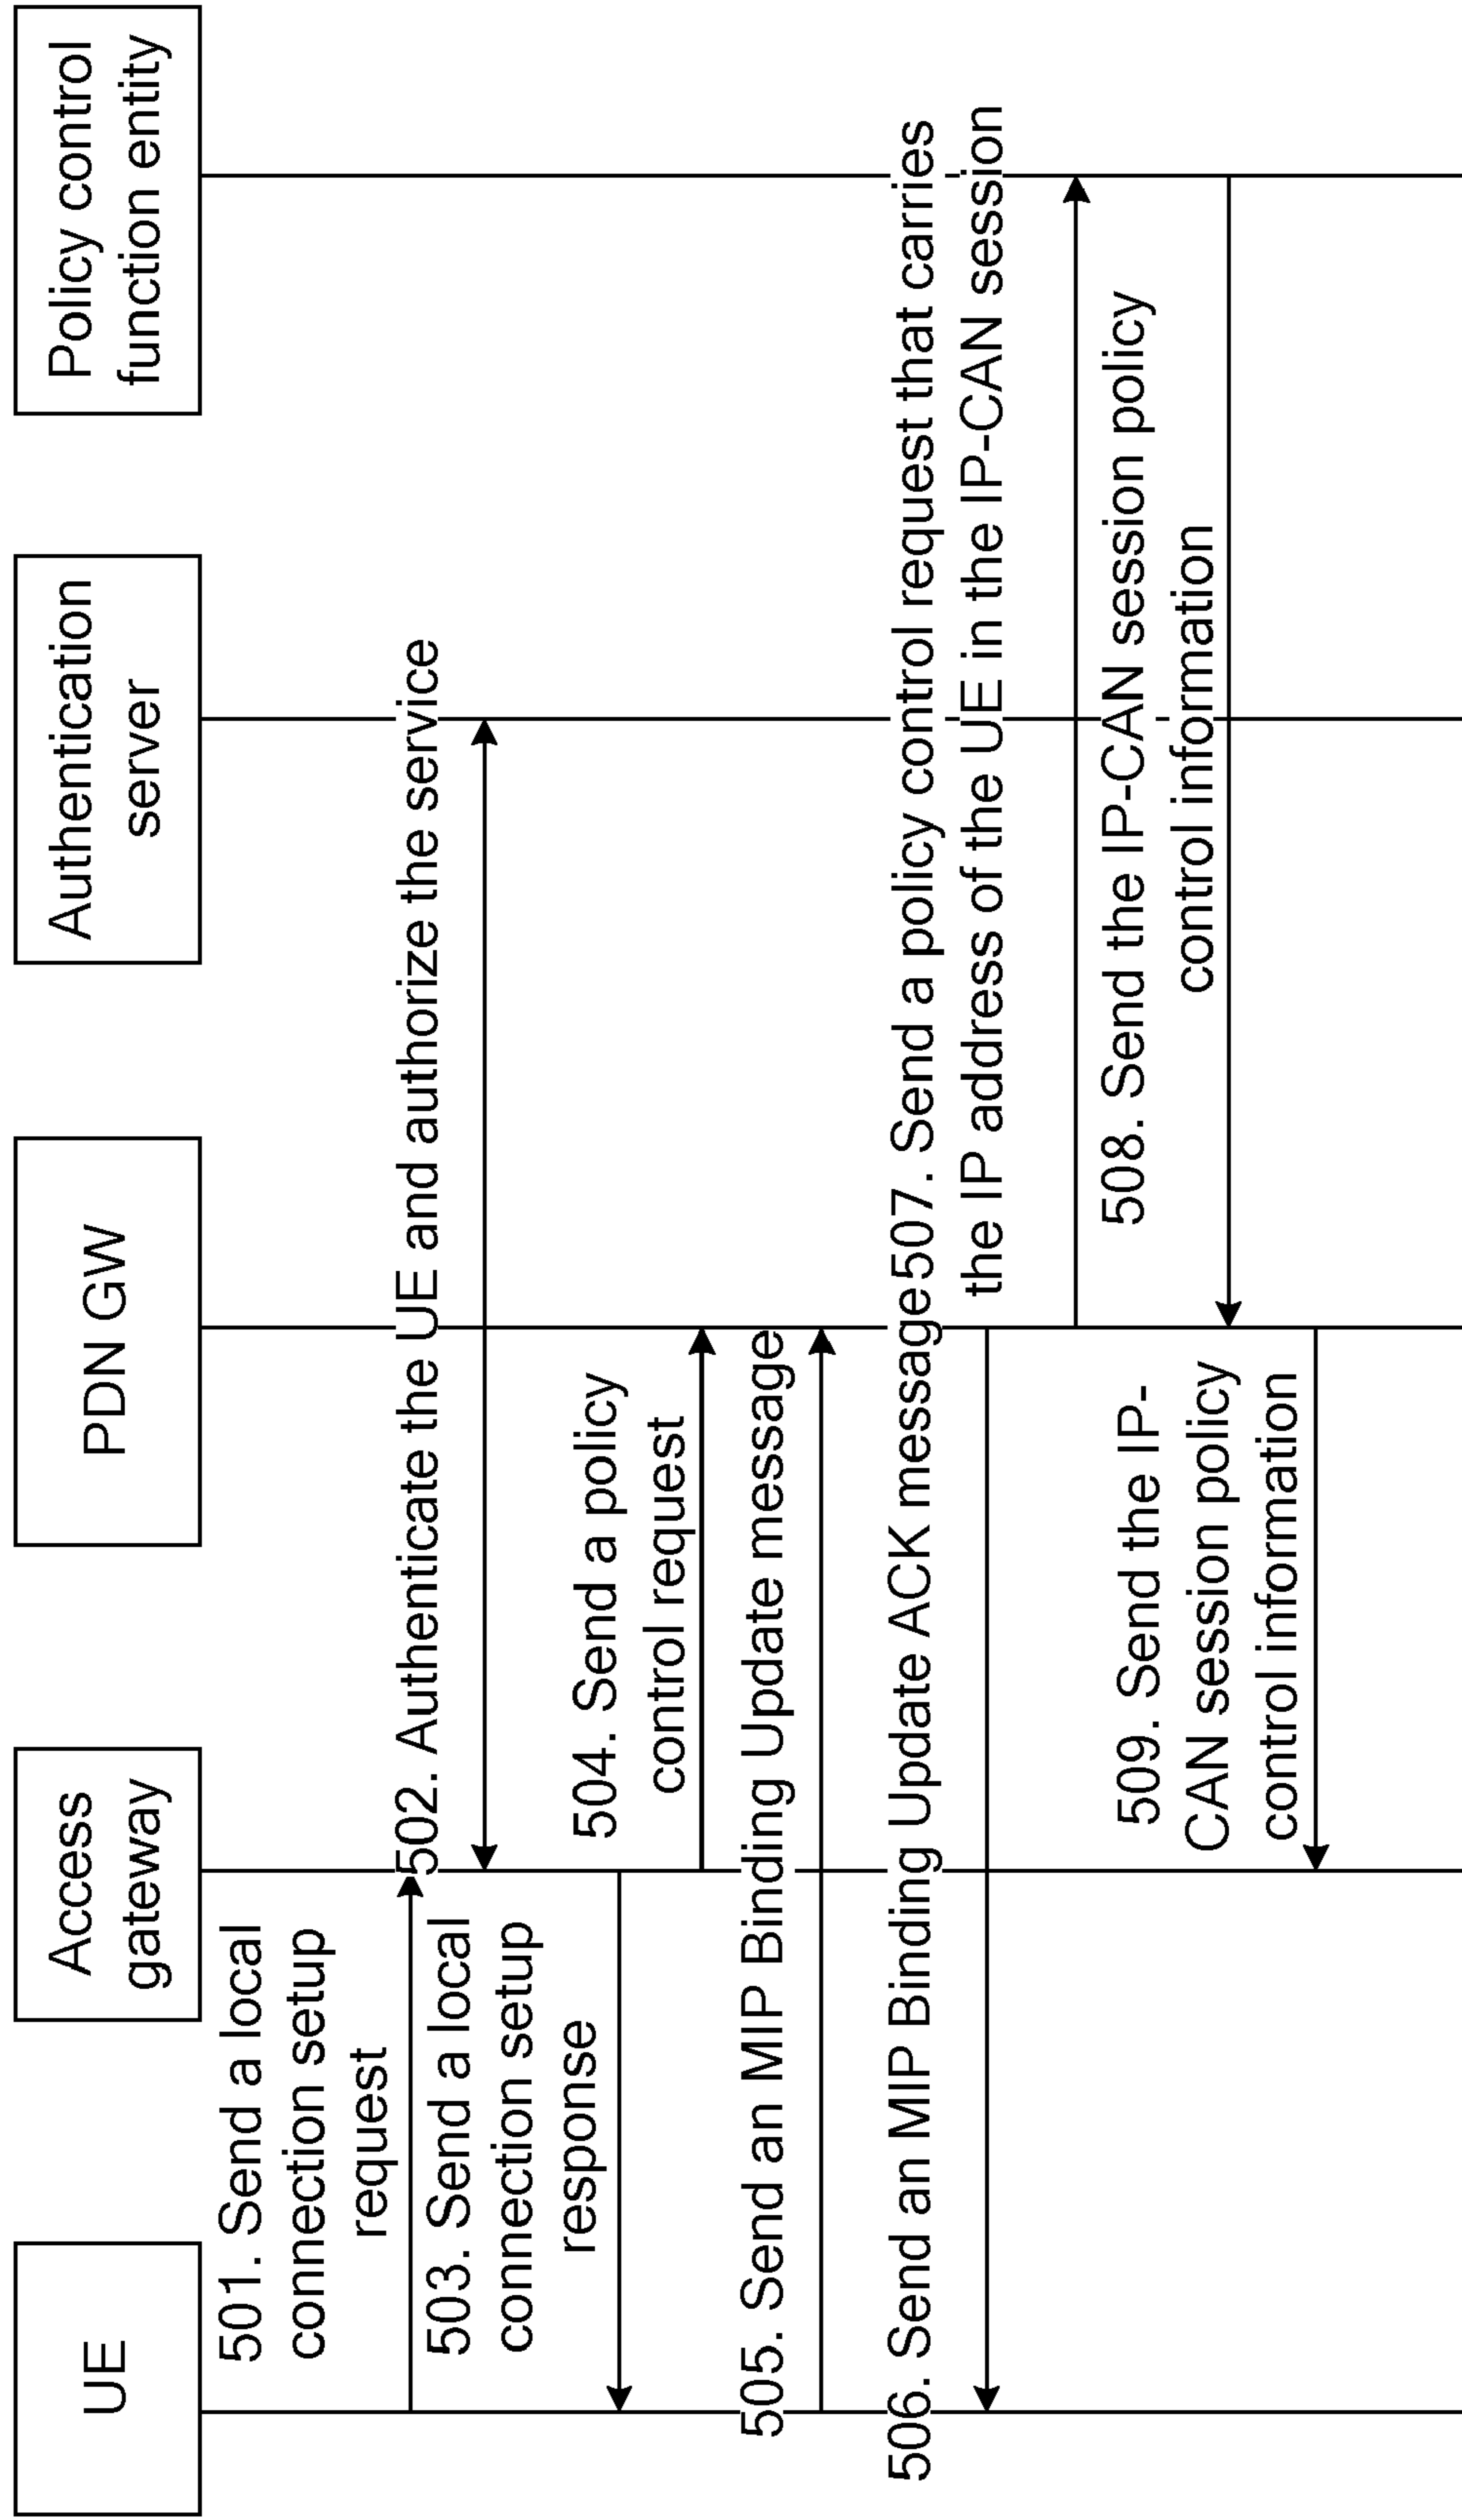 UE
Access
gateway
PDN GW
Authentication
server
Policy control
function entity
501. Send a local
connection setup
request
502. Authenticate the UE and authorize the service
503. Send a local
connection setup
response
504. Send a policy
control request
505. Send an MIP Binding Update message
506. Send an MIP Binding Update ACK message
507. Send a policy control request that carries
the IP address of the UE in the IP-CAN session
508. Send the IP-CAN session policy
control information
509. Send the IP-
CAN session policy
control information